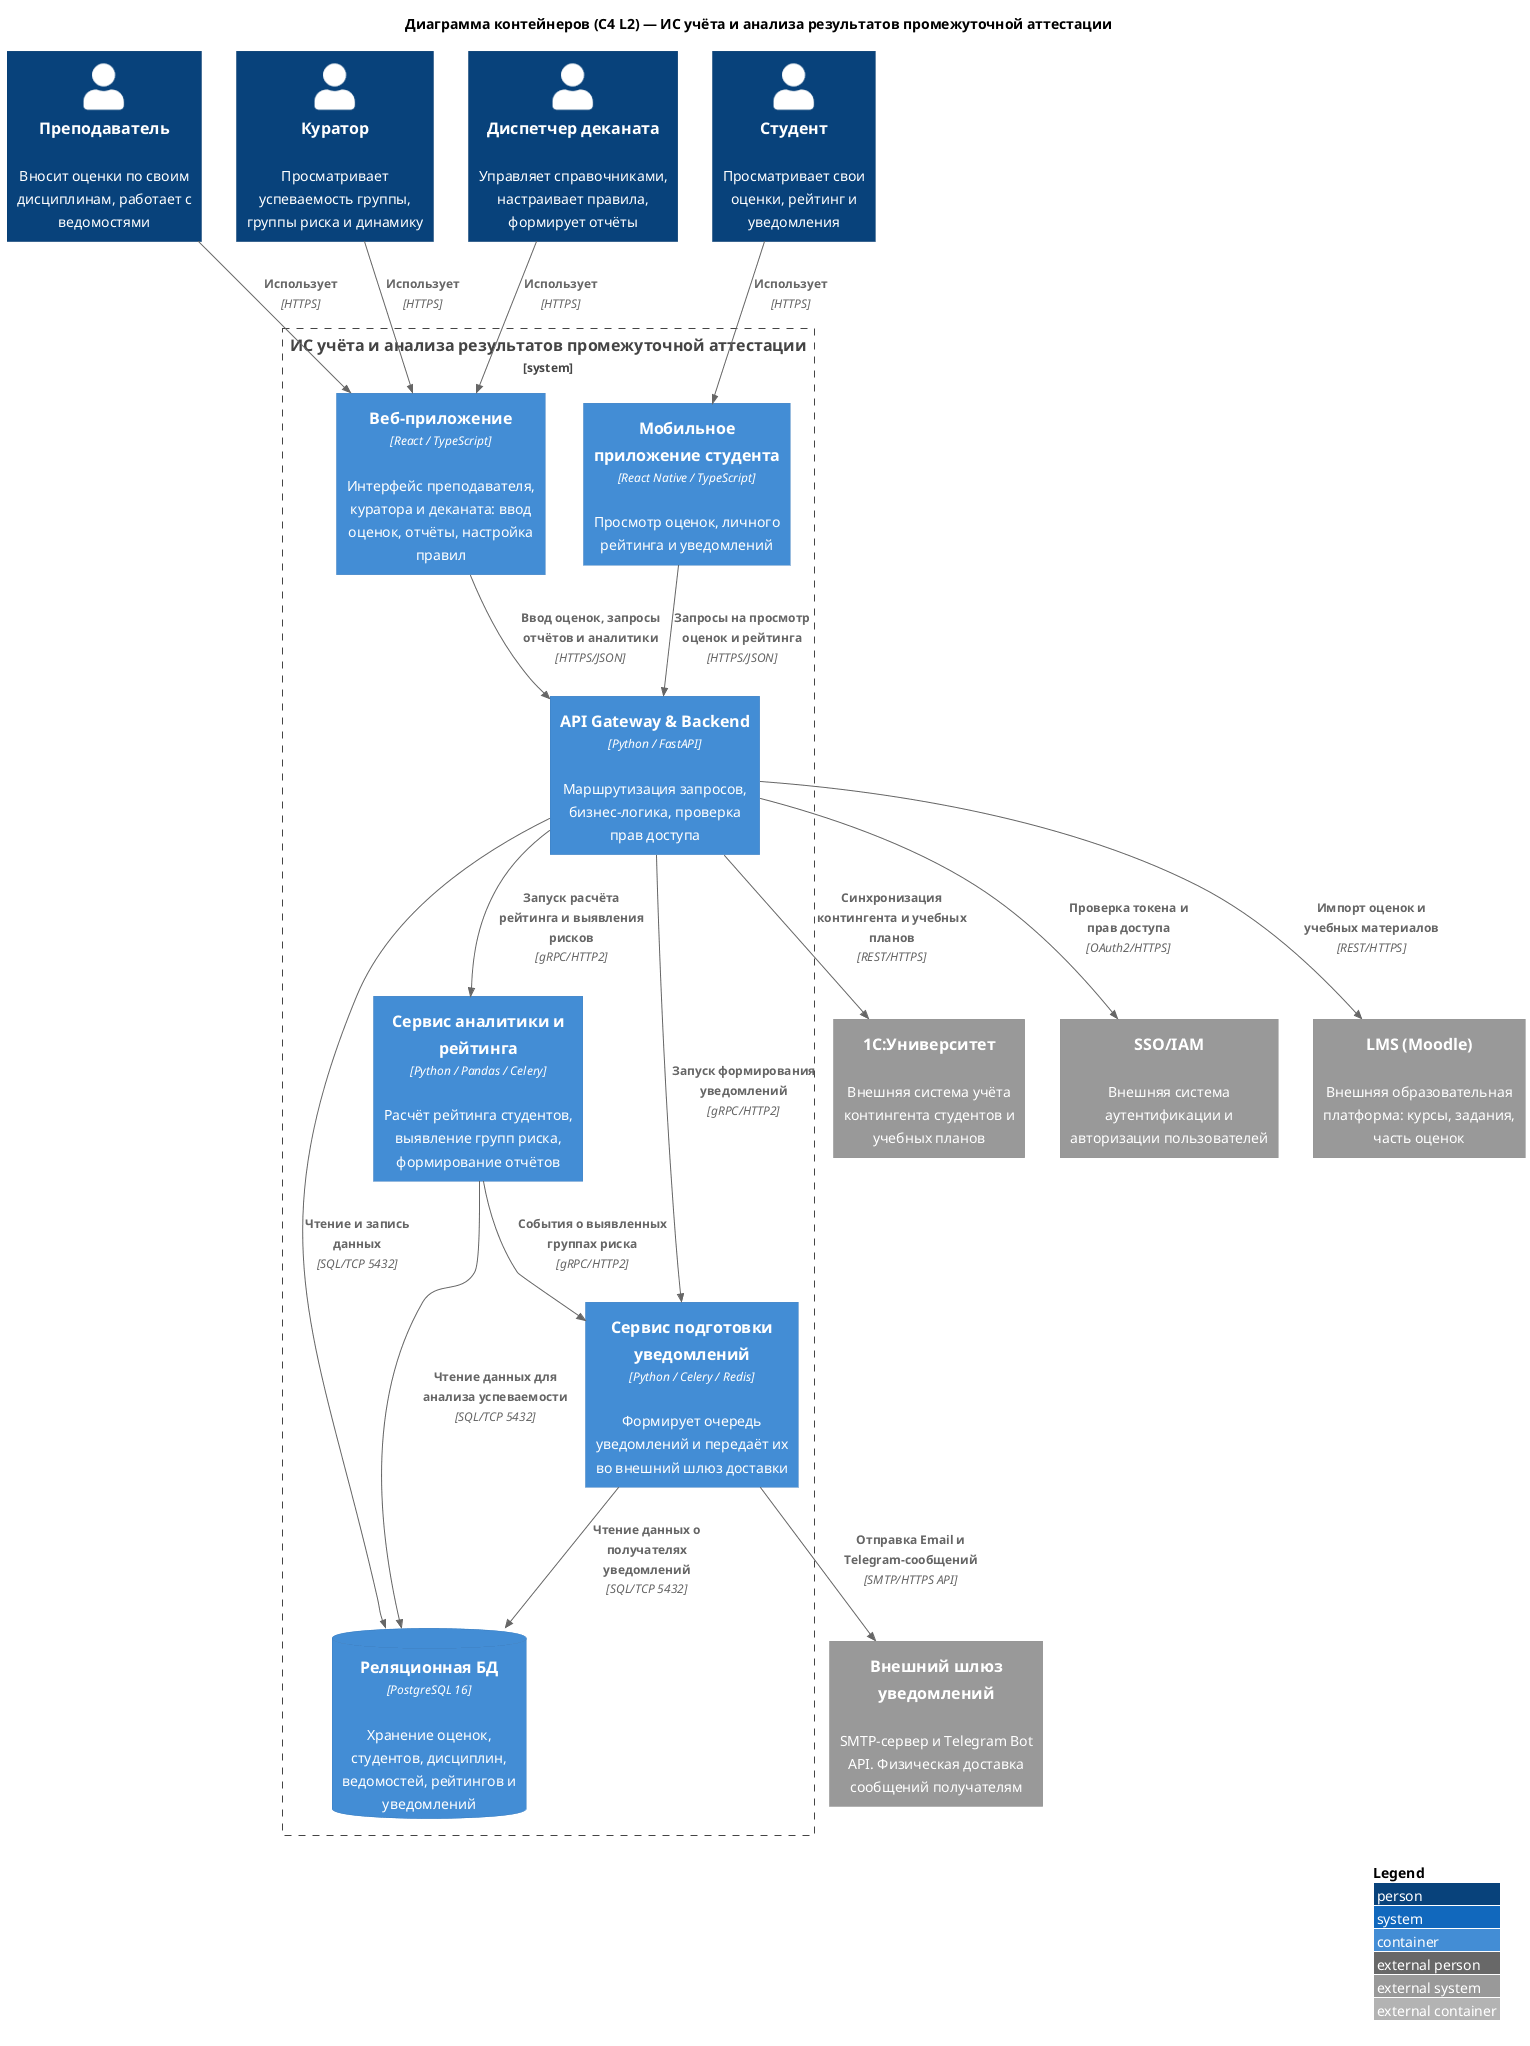 Диаграмма контейнеров (C4 L2) — ИС учёта и анализа результатов промежуточной аттестации
Преподаватель
Вносит оценки по своим
дисциплинам, работает с
ведомостями
Куратор
Просматривает
успеваемость группы,
группы риска и динамику
Диспетчер деканата
Управляет справочниками,
настраивает правила,
формирует отчёты
Студент
Просматривает свои
оценки, рейтинг и
уведомления
Использует
[HTTPS]
Использует
[HTTPS]
Использует
[HTTPS]
Использует
[HTTPS]
ИС учёта и анализа результатов промежуточной аттестации
[system]
Веб-приложение
[React / TypeScript]
Интерфейс преподавателя,
куратора и деканата: ввод
оценок, отчёты, настройка
правил
Мобильное
приложение студента
[React Native / TypeScript]
Просмотр оценок, личного
рейтинга и уведомлений
Ввод оценок, запросы
отчётов и аналитики
[HTTPS/JSON]
Запросы на просмотр
оценок и рейтинга
[HTTPS/JSON]
API Gateway & Backend
[Python / FastAPI]
Маршрутизация запросов,
бизнес-логика, проверка
прав доступа
Запуск расчёта
рейтинга и выявления
рисков
[gRPC/HTTP2]
Синхронизация
контингента и учебных
планов
[REST/HTTPS]
Проверка токена и
прав доступа
[OAuth2/HTTPS]
Импорт оценок и
учебных материалов
[REST/HTTPS]
Сервис аналитики и
рейтинга
[Python / Pandas / Celery]
Расчёт рейтинга студентов,
выявление групп риска,
формирование отчётов
Запуск формирования
уведомлений
[gRPC/HTTP2]
1С:Университет
Внешняя система учёта
контингента студентов и
учебных планов
SSO/IAM
Внешняя система
аутентификации и
авторизации пользователей
LMS (Moodle)
Внешняя образовательная
платформа: курсы, задания,
часть оценок
Чтение и запись
данных
[SQL/TCP 5432]
События о выявленных
группах риска
[gRPC/HTTP2]
Чтение данных для
анализа успеваемости
[SQL/TCP 5432]
Сервис подготовки
уведомлений
[Python / Celery / Redis]
Формирует очередь
уведомлений и передаёт их
во внешний шлюз доставки
Чтение данных о
получателях
уведомлений
[SQL/TCP 5432]
Отправка Email и
Telegram-сообщений
[SMTP/HTTPS API]
Реляционная БД
[PostgreSQL 16]
Хранение оценок,
студентов, дисциплин,
ведомостей, рейтингов и
уведомлений
Внешний шлюз
уведомлений
SMTP-сервер и Telegram Bot
API. Физическая доставка
сообщений получателям
Legend
person
system
container
external person
external system
external container